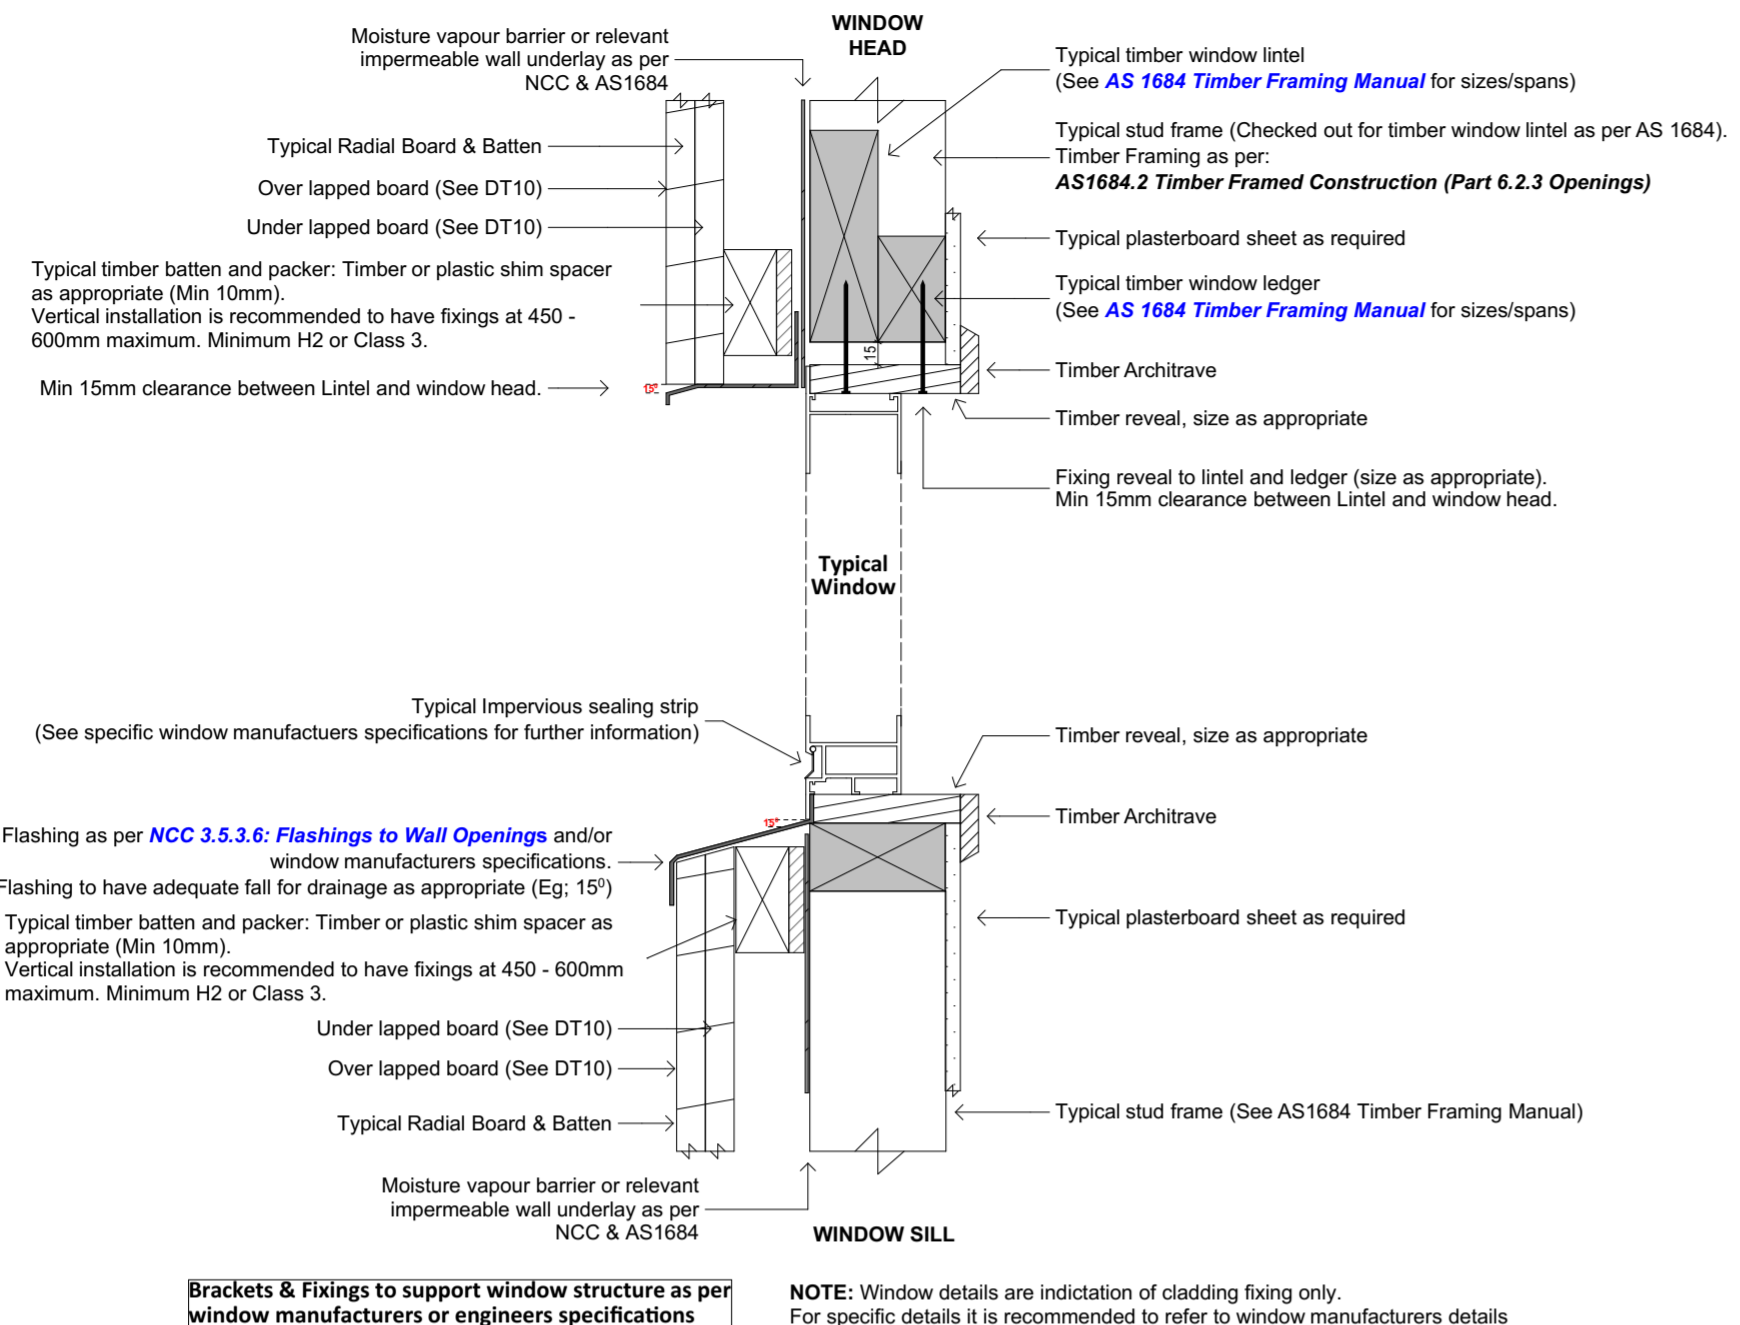 WINDOW
HEAD
Moisture vapour barrier or relevant
impermeable wall underlay as per
NCC & AS1684
Typical Radial Board & Batten
Over lapped board (See DT10)
Under lapped board (See DT10)
Typical timber batten and packer: Timber or plastic shim spacer
as appropriate (Min 10mm).
Vertical installation is recommended to have fixings at 450 -
600mm maximum. Minimum H2 or Class 3.
Min 15mm clearance between Lintel and window head.
15°
15
Typical timber window lintel
(See AS 1684 Timber Framing Manual for sizes/spans)
Typical stud frame (Checked out for timber window lintel as per AS 1684).
Timber Framing as per:
AS1684.2 Timber Framed Construction (Part 6.2.3 Openings)
Typical plasterboard sheet as required
Typical timber window ledger
(See AS 1684 Timber Framing Manual for sizes/spans)
Timber Architrave
Timber reveal, size as appropriate
Fixing reveal to lintel and ledger (size as appropriate).
Min 15mm clearance between Lintel and window head.
Typical
Window
Typical Impervious sealing strip
(See specific window manufactuers specifications for further information)
15°
Flashing as per NCC 3.5.3.6: Flashings to Wall Openings and/or
window manufacturers specifications.
Flashing to have adequate fall for drainage as appropriate (Eg; 15⁰)
Typical timber batten and packer: Timber or plastic shim spacer as
appropriate (Min 10mm).
Vertical installation is recommended to have fixings at 450 - 600mm
maximum. Minimum H2 or Class 3.
Under lapped board (See DT10)
Over lapped board (See DT10)
Typical Radial Board & Batten
Moisture vapour barrier or relevant
impermeable wall underlay as per
NCC & AS1684
Timber reveal, size as appropriate
Timber Architrave
Typical plasterboard sheet as required
Typical stud frame (See AS1684 Timber Framing Manual)
WINDOW SILL
Brackets & Fixings to support window structure as per
window manufacturers or engineers specifications
NOTE: Window details are indictation of cladding fixing only.
For specific details it is recommended to refer to window manufacturers details